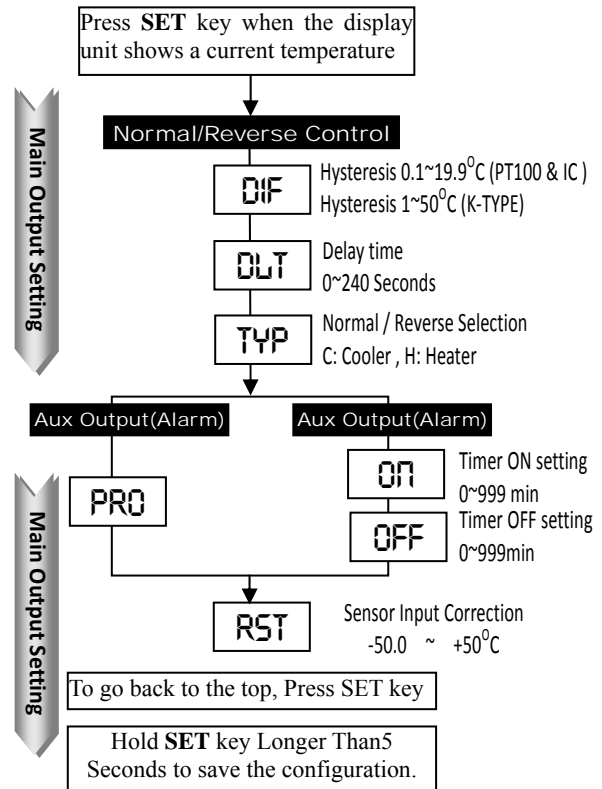 Press SET key when the display
unit shows a current temperature
Main Output Setting
Normal/Reverse Control
DIF
Hysteresis 0.1~19.9⁰C (PT100 & IC )
Hysteresis 1~50⁰C (K-TYPE)
DLT
Delay time
0~240 Seconds
TYP
Normal / Reverse Selection
C: Cooler , H: Heater
Aux Output(Alarm)
Aux Output(Alarm)
Main Output Setting
PRO
ON
Timer ON setting
0~999 min
OFF
Timer OFF setting
0~999min
RST
Sensor Input Correction
-50.0 ~ +50⁰C
To go back to the top, Press SET key
Hold SET key Longer Than5
Seconds to save the configuration.